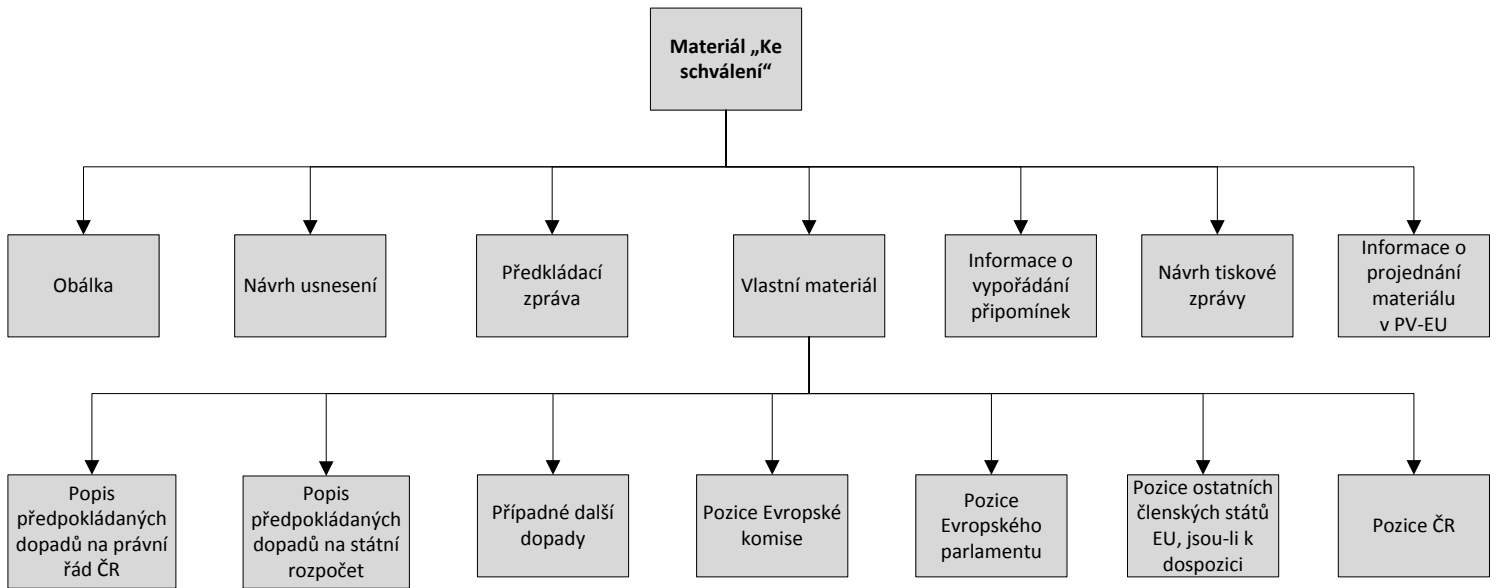 Materiál „Ke
schválení“
Obálka
Návrh usnesení
Předkládací
zpráva
Vlastní materiál
Informace o
vypořádání
připomínek
Návrh tiskové
zprávy
Informace o
projednání
materiálu
v PV-EU
Popis
předpokládaných
dopadů na právní
řád ČR
Popis
předpokládaných
dopadů na státní
rozpočet
Případné další
dopady
Pozice Evropské
komise
Pozice
Evropského
parlamentu
Pozice ostatních
členských států
EU, jsou-li k
dospozici
Pozice ČR